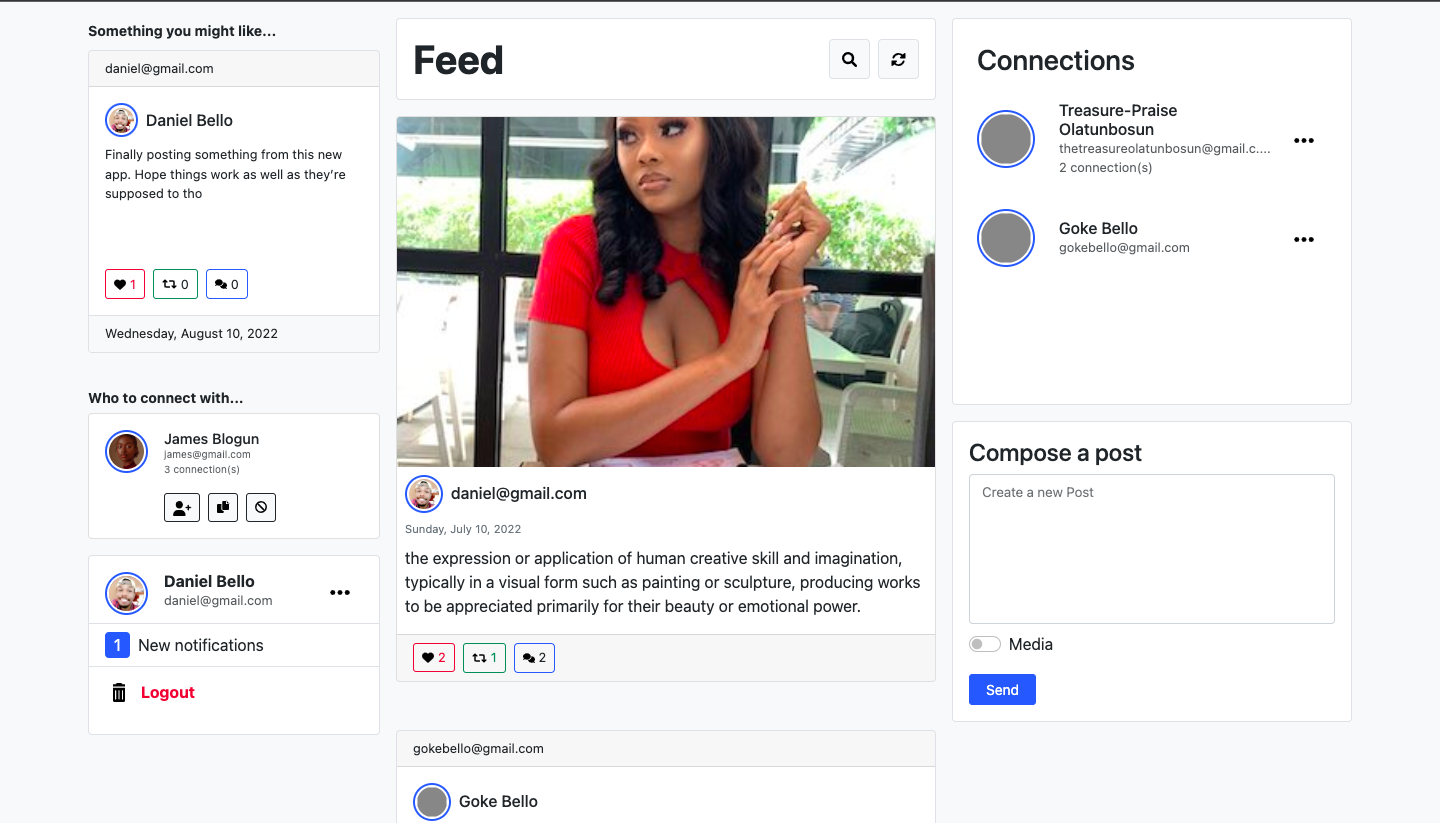 Something you might like...
daniel@gmail.com
Daniel Bello
Finally posting something from this new
app. Hope things work as well as they're
supposed to tho
1
0
0
Wednesday, August 10, 2022
Who to connect with...
James Blogun
james@gmail.com
3 connection(s)
Daniel Bello
daniel@gmail.com
1 New notifications
Logout
Feed
daniel@gmail.com
Sunday, July 10, 2022
the expression or application of human creative skill and imagination,
typically in a visual form such as painting or sculpture, producing works
to be appreciated primarily for their beauty or emotional power.
2
1
2
gokebello@gmail.com
Goke Bello
Connections
Treasure-Praise
Olatunbosun
thetreasureolatunbosun@gmail.c....
2 connection(s)
Goke Bello
gokebello@gmail.com
Compose a post
Create a new Post
Media
Send